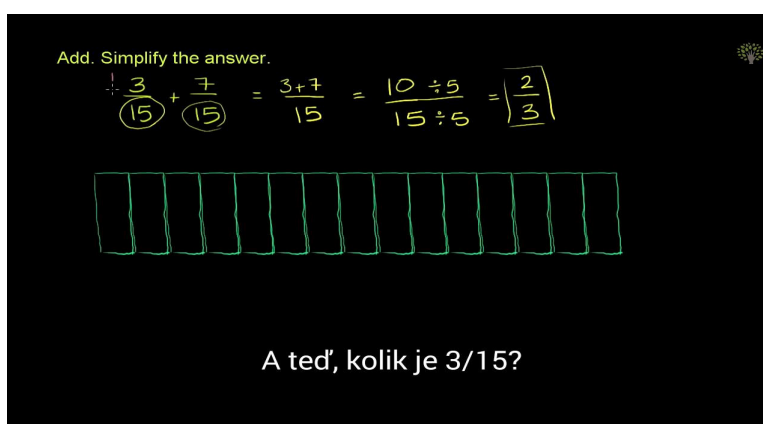 Add. Simplify the answer.
3/15 + 7/15 = 3+7/15 = 10÷5/15÷5 = 2/3
A teď, kolik je 3/15?